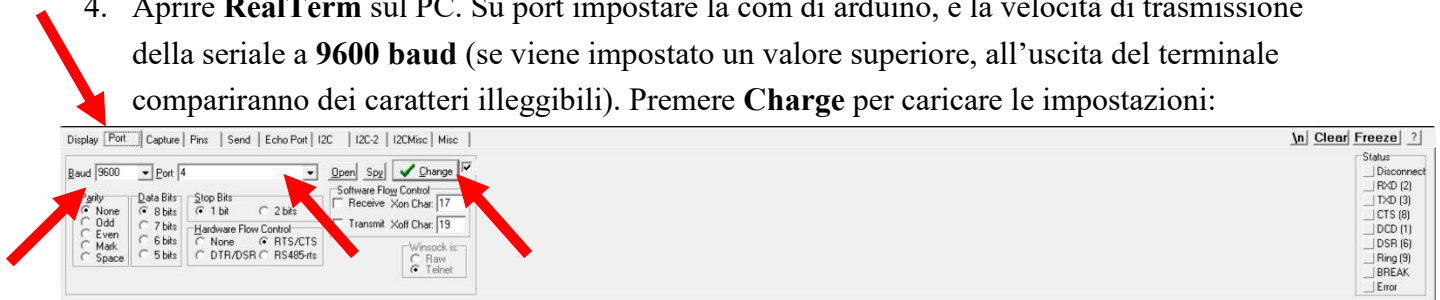 4. Aprire RealTerm sul PC. Su port impostare la com di arduino, e la velocità di trasmissione
della seriale a 9600 baud (se viene impostato un valore superiore, all’uscita del terminale
compariranno dei caratteri illeggibili). Premere Charge per caricare le impostazioni:
Display Port Capture Pins Send Echo Port I2C I2C-2 I2CMisc Misc \n Clear Freeze ?
Baud 9600 Port 4 Open Spy Change
Parity
None
Odd
Even
Mark
Space
Data Bits
8 bits
7 bits
6 bits
5 bits
Stop Bits
1 bit 2 bits
Hardware Flow Control
None RTS/CTS
DTR/DSR RS485-rts
Software Flow Control
Receive Xon Char: 17
Transmit Xoff Char: 19
Winsock is:
Raw
Telnet
Status
Disconnect
RXD (2)
TXD (3)
CTS (8)
DCD (1)
DSR (6)
Ring (9)
BREAK
Error